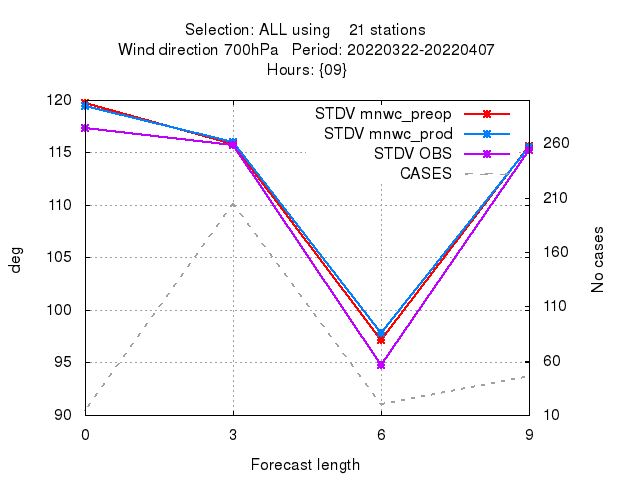 Selection: ALL using    21 stations
Wind direction 700hPa   Period: 20220322-20220407
Hours: {09}
STDV mnwc_preop
STDV mnwc_prod
STDV OBS
CASES
deg
120
115
110
105
100
95
90
260
210
160
110
60
10
No cases
0 3 6 9
Forecast length